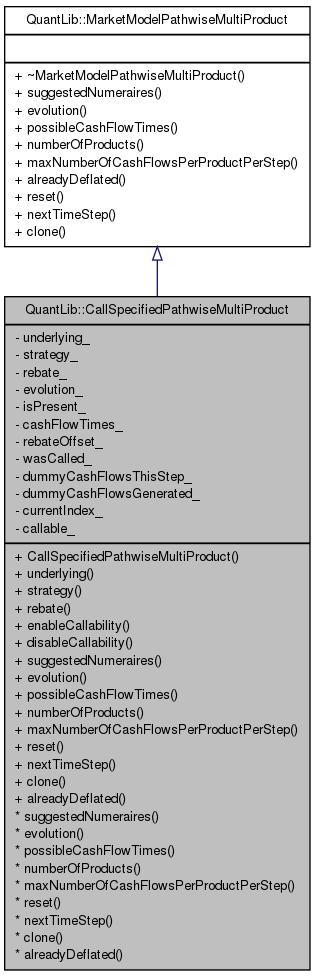 QuantLib::MarketModelPathwiseMultiProduct
+ ~MarketModelPathwiseMultiProduct()
+ suggestedNumeraires()
+ evolution()
+ possibleCashFlowTimes()
+ numberOfProducts()
+ maxNumberOfCashFlowsPerProductPerStep()
+ alreadyDeflated()
+ reset()
+ nextTimeStep()
+ clone()
QuantLib::CallSpecifiedPathwiseMultiProduct
- underlying_
- strategy_
- rebate_
- evolution_
- isPresent_
- cashFlowTimes_
- rebateOffset_
- wasCalled_
- dummyCashFlowsThisStep_
- dummyCashFlowsGenerated_
- currentIndex_
- callable_
+ CallSpecifiedPathwiseMultiProduct()
+ underlying()
+ strategy()
+ rebate()
+ enableCallability()
+ disableCallability()
+ suggestedNumeraires()
+ evolution()
+ possibleCashFlowTimes()
+ numberOfProducts()
+ maxNumberOfCashFlowsPerProductPerStep()
+ reset()
+ nextTimeStep()
+ clone()
+ alreadyDeflated()
* suggestedNumeraires()
* evolution()
* possibleCashFlowTimes()
* numberOfProducts()
* maxNumberOfCashFlowsPerProductPerStep()
* reset()
* nextTimeStep()
* clone()
* alreadyDeflated()